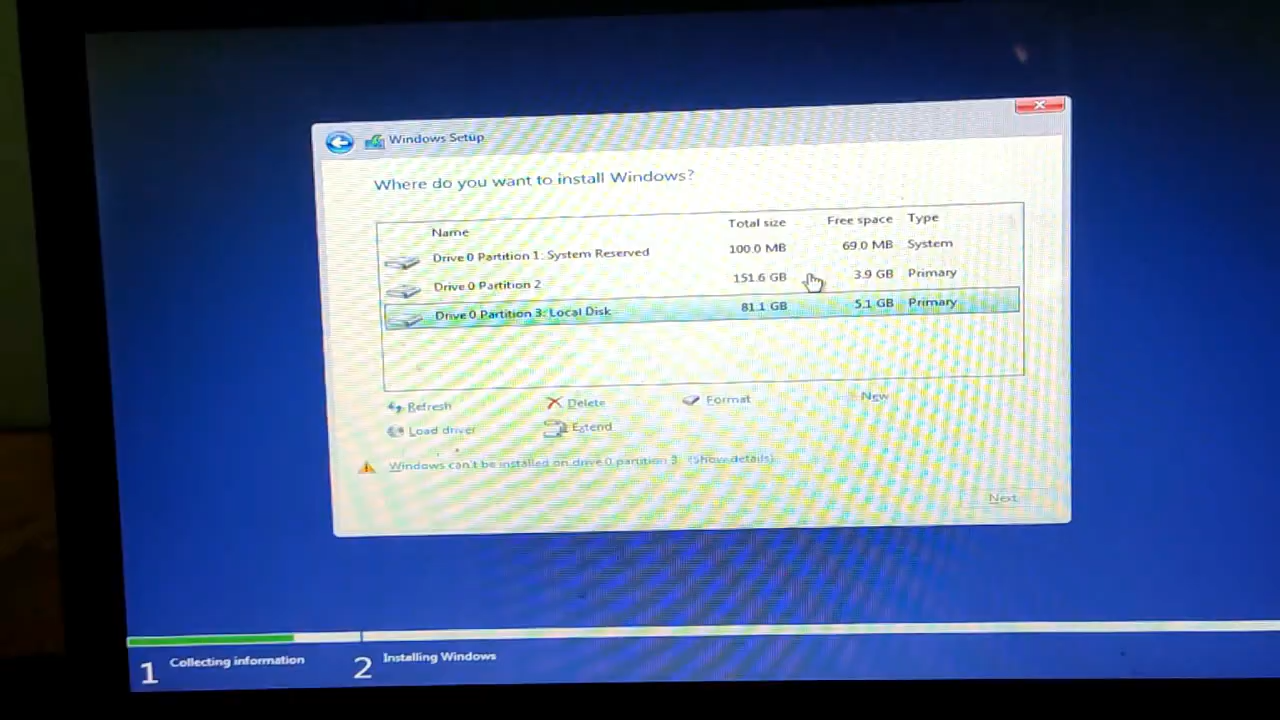 Windows Setup
Where do you want to install Windows?
Name Total size Free space Type
Drive 0 Partition 1: System Reserved 100.0 MB 69.0 MB System
Drive 0 Partition 2 151.6 GB 3.9 GB Primary
Drive 0 Partition 3: Local Disk 81.1 GB 5.1 GB Primary
Refresh Delete Format New
Load driver Extend
Windows can't be installed on drive 0 partition 3. (Show details)
Next
1 Collecting information 2 Installing Windows